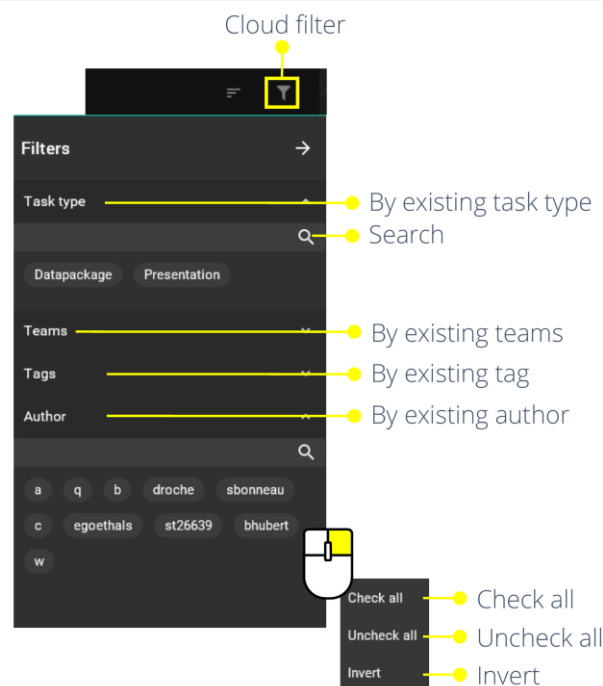 Cloud filter
Filters
Task type
By existing task type
Search
Datapackage Presentation
Teams
By existing teams
Tags
By existing tag
Author
By existing author
a q b droche sbonneau
c egoethals st26639 bhubert
w
Check all
Check all
Uncheck all
Uncheck all
Invert
Invert